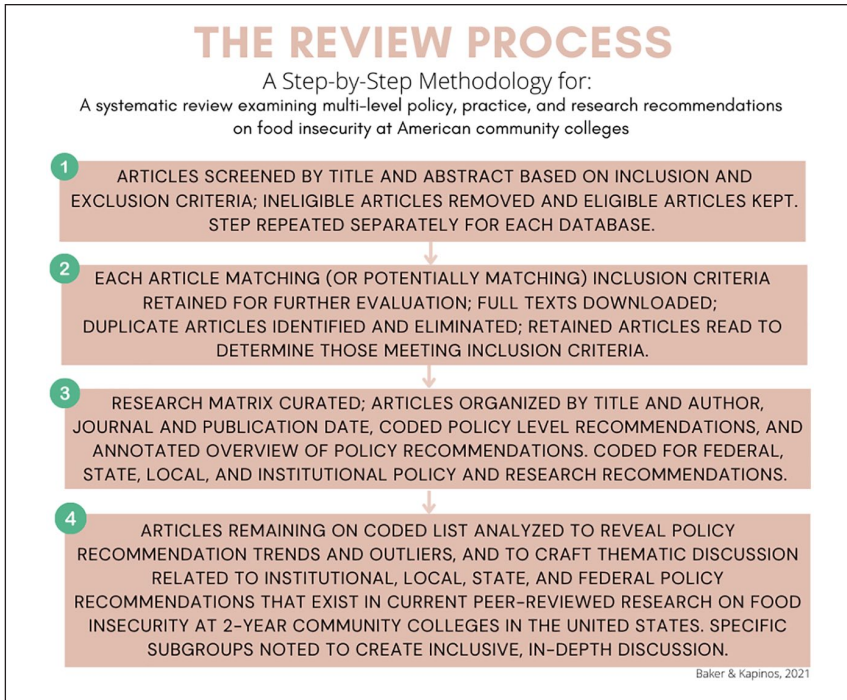 THE REVIEW PROCESS
A Step-by-Step Methodology for:
A systematic review examining multi-level policy, practice, and research recommendations
on food insecurity at American community colleges
1
ARTICLES SCREENED BY TITLE AND ABSTRACT BASED ON INCLUSION AND
EXCLUSION CRITERIA; INELIGIBLE ARTICLES REMOVED AND ELIGIBLE ARTICLES KEPT.
STEP REPEATED SEPARATELY FOR EACH DATABASE.
2
EACH ARTICLE MATCHING (OR POTENTIALLY MATCHING) INCLUSION CRITERIA
RETAINED FOR FURTHER EVALUATION; FULL TEXTS DOWNLOADED;
DUPLICATE ARTICLES IDENTIFIED AND ELIMINATED; RETAINED ARTICLES READ TO
DETERMINE THOSE MEETING INCLUSION CRITERIA.
3
RESEARCH MATRIX CURATED; ARTICLES ORGANIZED BY TITLE AND AUTHOR,
JOURNAL AND PUBLICATION DATE, CODED POLICY LEVEL RECOMMENDATIONS, AND
ANNOTATED OVERVIEW OF POLICY RECOMMENDATIONS. CODED FOR FEDERAL,
STATE, LOCAL, AND INSTITUTIONAL POLICY AND RESEARCH RECOMMENDATIONS.
4
ARTICLES REMAINING ON CODED LIST ANALYZED TO REVEAL POLICY
RECOMMENDATION TRENDS AND OUTLIERS, AND TO CRAFT THEMATIC DISCUSSION
RELATED TO INSTITUTIONAL, LOCAL, STATE, AND FEDERAL POLICY
RECOMMENDATIONS THAT EXIST IN CURRENT PEER-REVIEWED RESEARCH ON FOOD
INSECURITY AT 2-YEAR COMMUNITY COLLEGES IN THE UNITED STATES. SPECIFIC
SUBGROUPS NOTED TO CREATE INCLUSIVE, IN-DEPTH DISCUSSION.
Baker & Kapinos, 2021